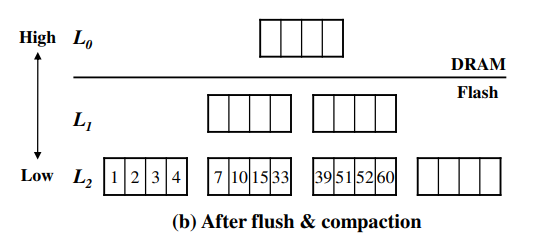 High L0
DRAM
Flash
L1
Low L2 1 2 3 4 7 10 15 33 39 51 52 60
(b) After flush & compaction